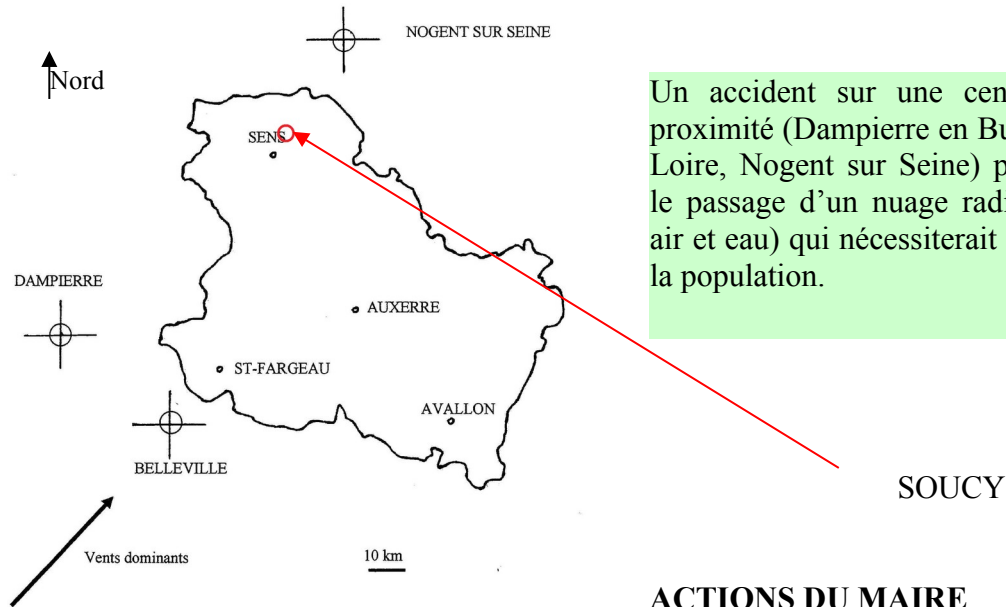 NOGENT SUR SEINE
Nord
Un accident sur une cen
proximité (Dampierre en Bu
Loire, Nogent sur Seine) p
le passage d'un nuage radi
air et eau) qui nécessiterait
la population.
SENS
DAMPIERRE
AUXERRE
ST-FARGEAU
AVALLON
BELLEVILLE
SOUCY
Vents dominants
10 km
ACTIONS DU MAIRE